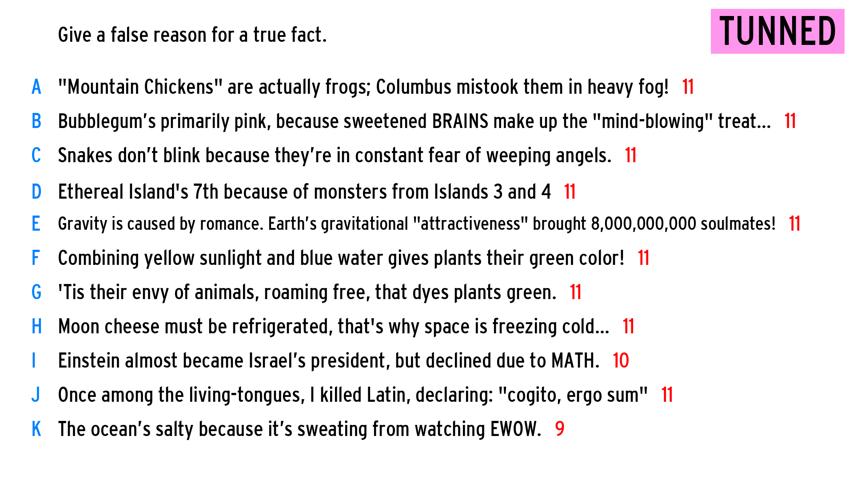 Give a false reason for a true fact.
TUNNED
A "Mountain Chickens" are actually frogs; Columbus mistook them in heavy fog! 11
B Bubblegum's primarily pink, because sweetened BRAINS make up the "mind-blowing" treat... 11
C Snakes don't blink because they're in constant fear of weeping angels. 11
D Ethereal Island's 7th because of monsters from Islands 3 and 4 11
E Gravity is caused by romance. Earth's gravitational "attractiveness" brought 8,000,000,000 soulmates! 11
F Combining yellow sunlight and blue water gives plants their green color! 11
G 'Tis their envy of animals, roaming free, that dyes plants green. 11
H Moon cheese must be refrigerated, that's why space is freezing cold... 11
I Einstein almost became Israel's president, but declined due to MATH. 10
J Once among the living-tongues, I killed Latin, declaring: "cogito, ergo sum" 11
K The ocean's salty because it's sweating from watching EWOW. 9